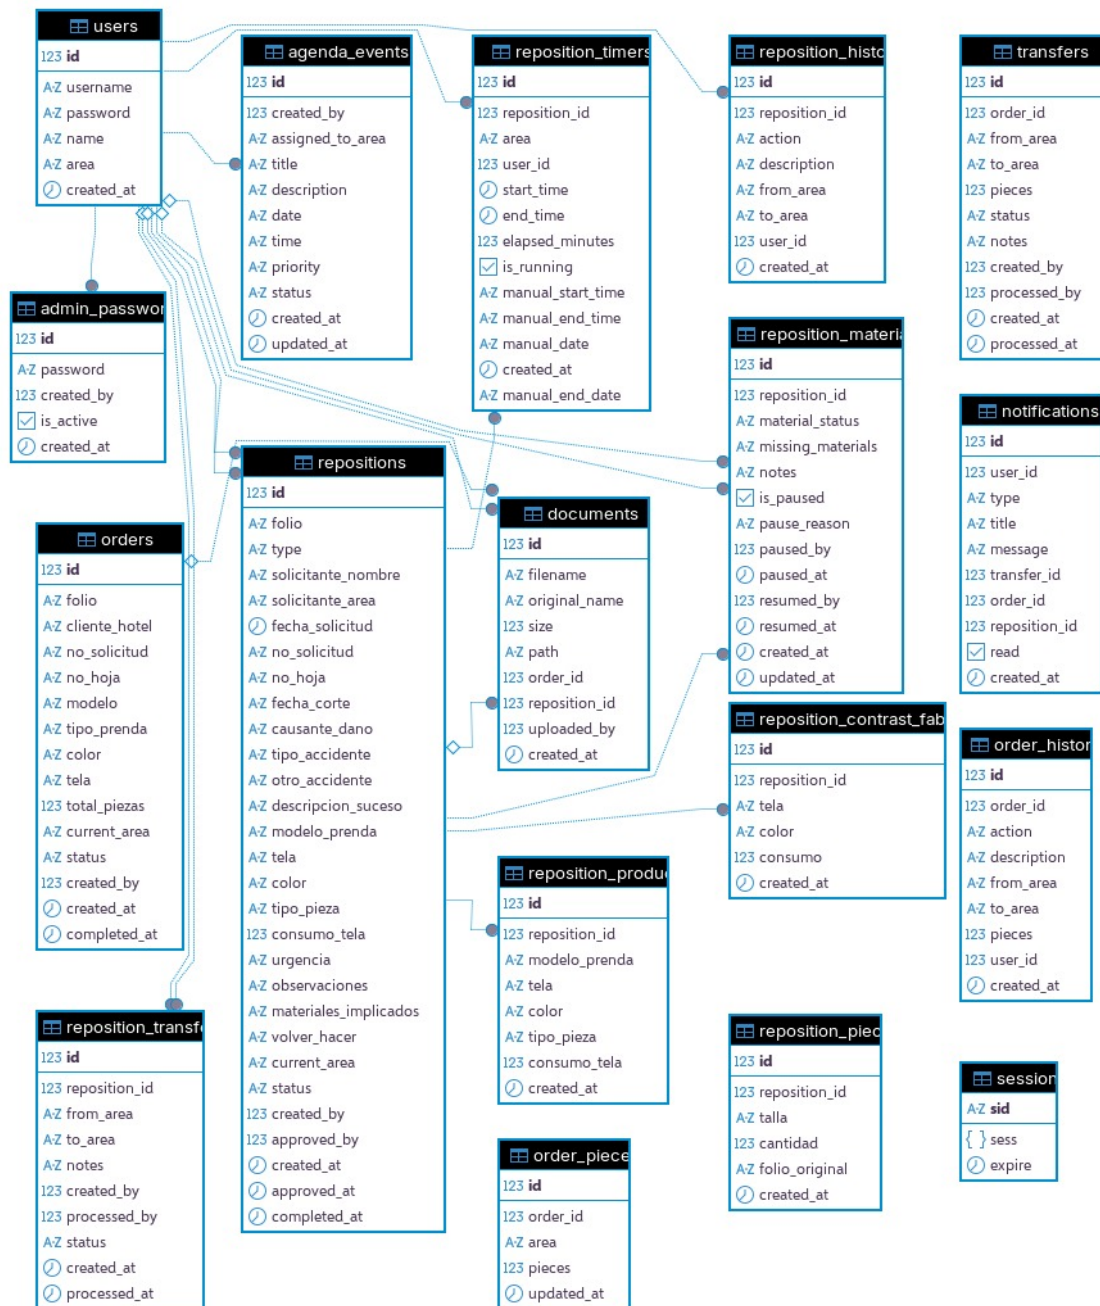 users
123 id
A-Z username
A-Z password
A-Z name
A-Z area
created_at
agenda_events
123 id
123 created_by
A-Z assigned_to_area
A-Z title
A-Z description
A-Z date
A-Z time
A-Z priority
A-Z status
created_at
updated_at
reposition_timers
123 id
123 reposition_id
A-Z area
123 user_id
start_time
end_time
123 elapsed_minutes
is_running
A-Z manual_start_time
A-Z manual_end_time
A-Z manual_date
created_at
A-Z manual_end_date
reposition_histo
123 id
123 reposition_id
A-Z action
A-Z description
A-Z from_area
A-Z to_area
123 user_id
created_at
transfers
123 id
123 order_id
A-Z from_area
A-Z to_area
123 pieces
A-Z status
A-Z notes
123 created_by
123 processed_by
created_at
processed_at
admin_passwor
123 id
A-Z password
123 created_by
is_active
created_at
reposition_materia
123 id
123 reposition_id
A-Z material_status
A-Z missing_materials
A-Z notes
is_paused
A-Z pause_reason
123 paused_by
paused_at
123 resumed_by
resumed_at
created_at
updated_at
notifications
123 id
123 user_id
A-Z type
A-Z title
A-Z message
123 transfer_id
123 order_id
123 reposition_id
read
created_at
repositions
123 id
A-Z folio
A-Z type
A-Z solicitante_nombre
A-Z solicitante_area
fecha_solicitud
A-Z no_solicitud
A-Z no_hoja
A-Z fecha_corte
A-Z causante_dano
A-Z tipo_accidente
A-Z otro_accidente
A-Z descripcion_suceso
A-Z modelo_prenda
A-Z tela
A-Z color
A-Z tipo_pieza
123 consumo_tela
A-Z urgencia
A-Z observaciones
A-Z materiales_implicados
A-Z volver_hacer
A-Z current_area
A-Z status
123 created_by
123 approved_by
created_at
approved_at
completed_at
documents
123 id
A-Z filename
A-Z original_name
123 size
A-Z path
123 order_id
123 reposition_id
123 uploaded_by
created_at
orders
123 id
A-Z folio
A-Z cliente_hotel
A-Z no_solicitud
A-Z no_hoja
A-Z modelo
A-Z tipo_prenda
A-Z color
A-Z tela
123 total_piezas
A-Z current_area
A-Z status
123 created_by
created_at
completed_at
reposition_contrast_fab
123 id
123 reposition_id
A-Z tela
A-Z color
123 consumo
created_at
order_histor
123 id
123 order_id
A-Z action
A-Z description
A-Z from_area
A-Z to_area
123 pieces
123 user_id
created_at
reposition_produ
123 id
123 reposition_id
A-Z modelo_prenda
A-Z tela
A-Z color
A-Z tipo_pieza
123 consumo_tela
created_at
reposition_transfe
123 id
123 reposition_id
A-Z from_area
A-Z to_area
A-Z notes
123 created_by
123 processed_by
A-Z status
created_at
processed_at
reposition_piec
123 id
123 reposition_id
A-Z talla
123 cantidad
A-Z folio_original
created_at
session
A-Z sid
{ } sess
expire
order_piece
123 id
123 order_id
A-Z area
123 pieces
updated_at